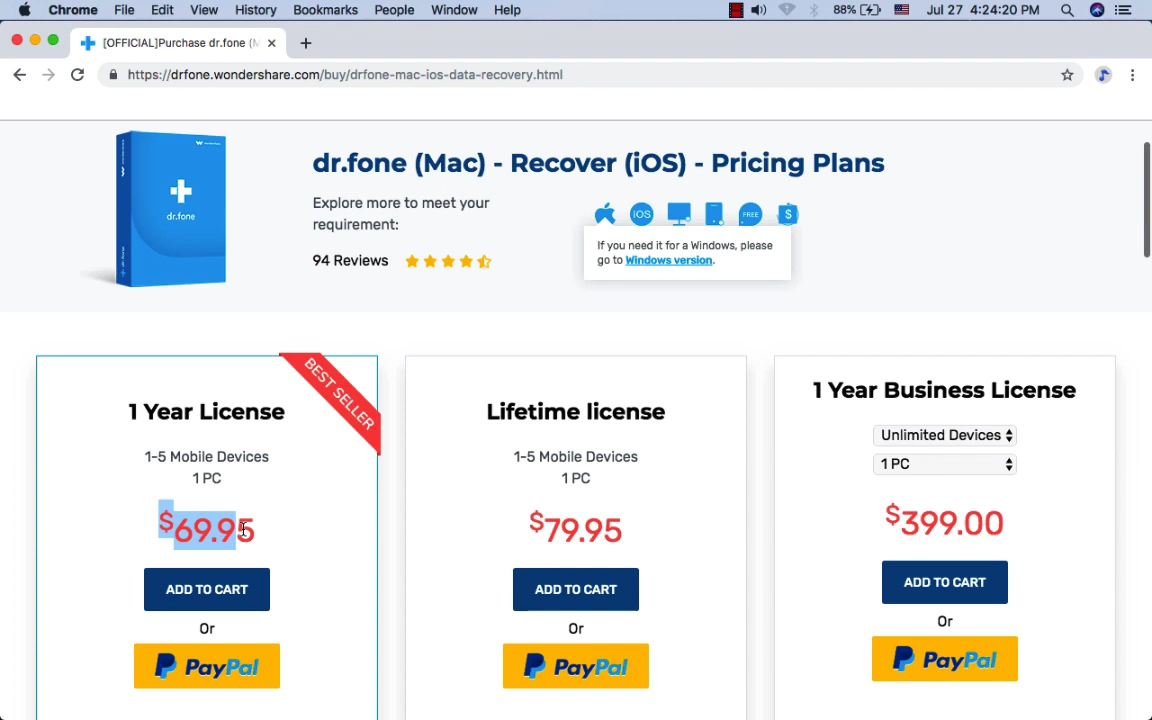 Chrome File Edit View History Bookmarks People Window Help 88% Jul 27 4:24:20 PM
[OFFICIAL]Purchase dr.fone (M
https://drfone.wondershare.com/buy/drfone-mac-ios-data-recovery.html
dr.fone
dr.fone (Mac) - Recover (iOS) - Pricing Plans
Explore more to meet your
requirement:
iOS FREE $
If you need it for a Windows, please
go to Windows version.
94 Reviews
BEST SELLER
1 Year License
1-5 Mobile Devices
1 PC
$69.95
ADD TO CART
Or
PayPal
Lifetime license
1-5 Mobile Devices
1 PC
$79.95
ADD TO CART
Or
PayPal
1 Year Business License
Unlimited Devices
1 PC
$399.00
ADD TO CART
Or
PayPal